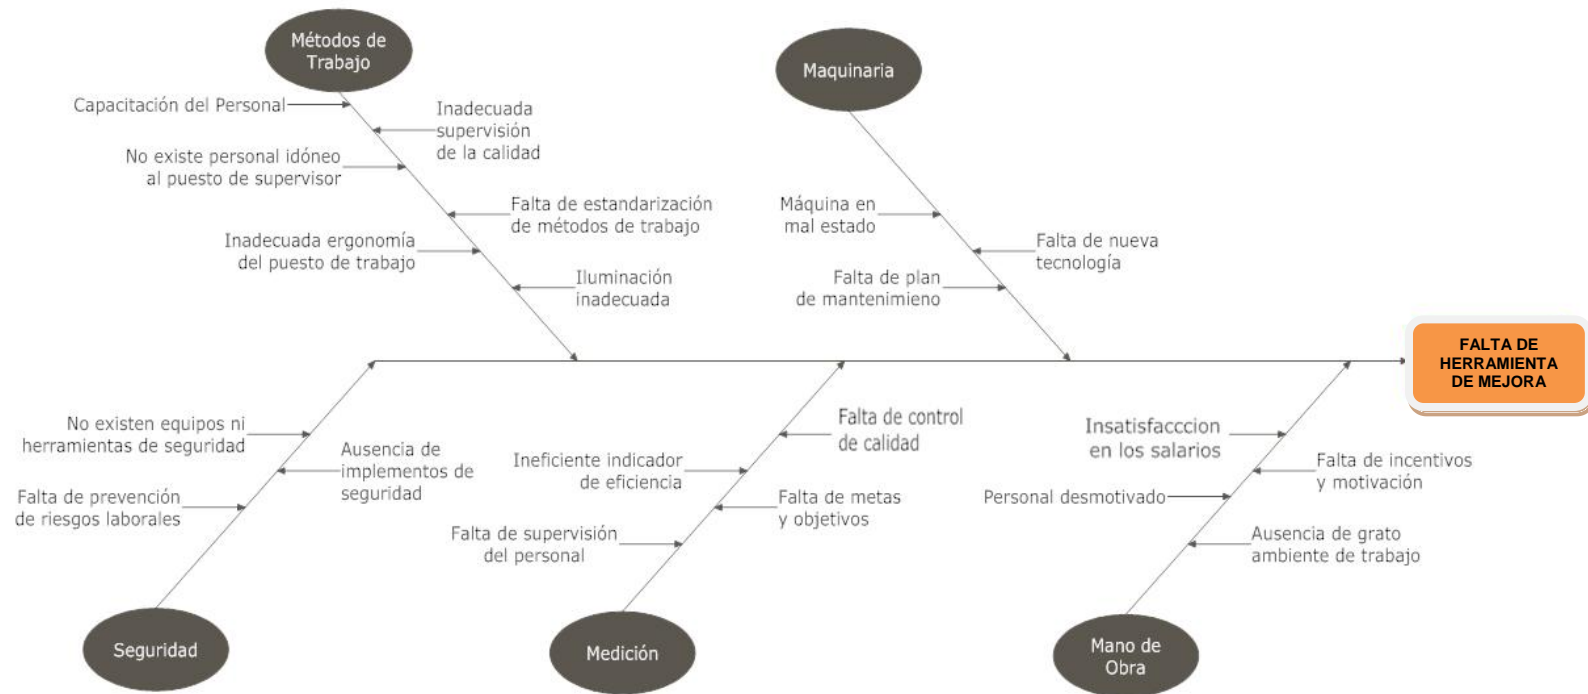 Métodos de
Trabajo
Maquinaria
Capacitación del Personal
Inadecuada
supervisión
de la calidad
No existe personal idóneo
al puesto de supervisor
Falta de estandarización
de métodos de trabajo
Inadecuada ergonomía
del puesto de trabajo
Iluminación
inadecuada
Máquina en
mal estado
Falta de nueva
tecnología
Falta de plan
de mantenimieno
FALTA DE
HERRAMIENTA
DE MEJORA
No existen equipos ni
herramientas de seguridad
Ausencia de
implementos de
seguridad
Falta de prevención
de riesgos laborales
Falta de control
de calidad
Ineficiente indicador
de eficiencia
Falta de metas
y objetivos
Falta de supervisión
del personal
Insatisfacccion
en los salarios
Falta de incentivos
y motivación
Personal desmotivado
Ausencia de grato
ambiente de trabajo
Seguridad
Medición
Mano de
Obra